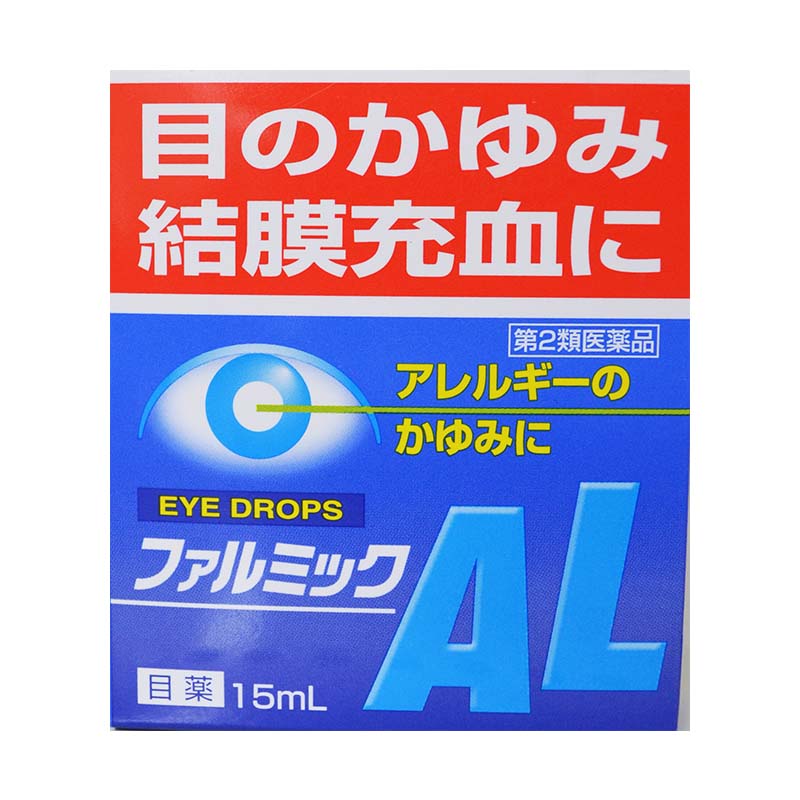 目のかゆみ
結膜充血に
第2類医薬品
アレルギーの
かゆみに
EYE DROPS
ファルミック
AL
目薬 15mL